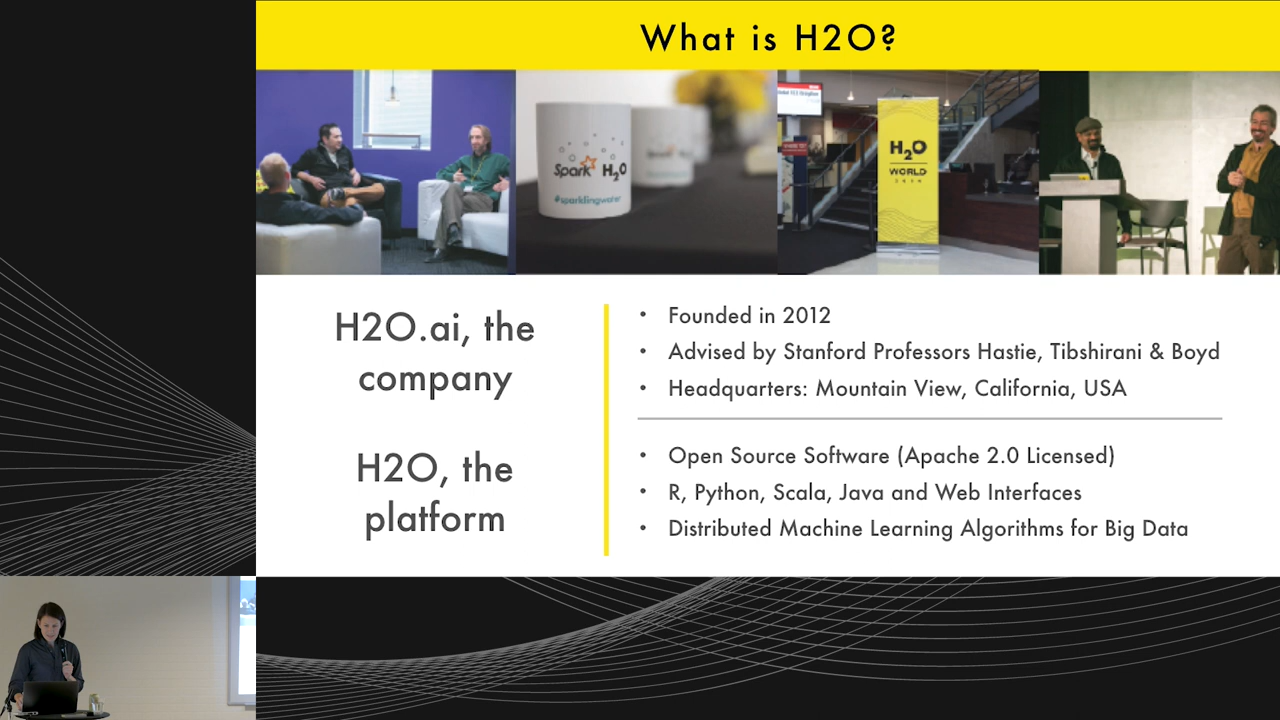 What is H2O?
Spark H2O
#sparklingwater
H2O
WORLD
H2O.ai, the
company
• Founded in 2012
• Advised by Stanford Professors Hastie, Tibshirani & Boyd
• Headquarters: Mountain View, California, USA
H2O, the
platform
• Open Source Software (Apache 2.0 Licensed)
• R, Python, Scala, Java and Web Interfaces
• Distributed Machine Learning Algorithms for Big Data